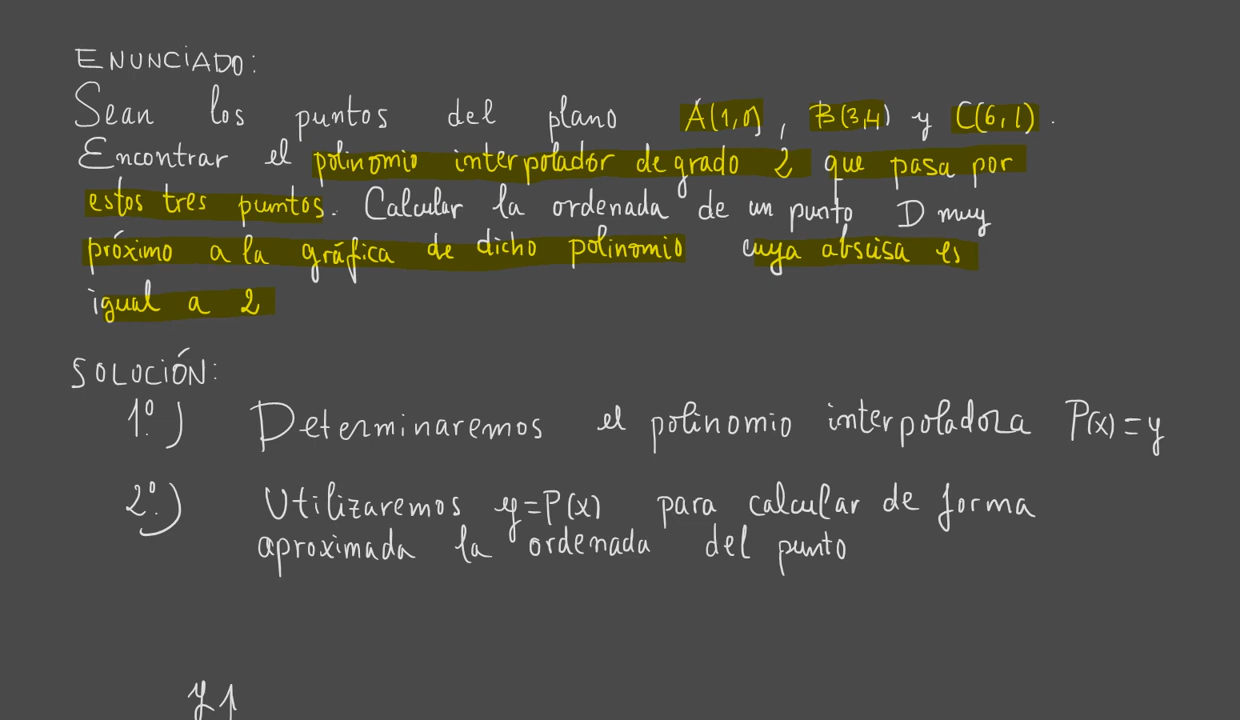 ENUNCIADO:
Sean los puntos del plano A(1,0), B(3,4) y C(6,1).
Encontrar el polinomio interpolador de grado 2 que pasa por
estos tres puntos. Calcular la ordenada de un punto D muy
próximo a la gráfica de dicho polinomio cuya abscisa es
igual a 2
SOLUCIÓN:
1º.) Determinaremos el polinomio interpoladora P(x)=y
2º.) Utilizaremos y=P(x) para calcular de forma
aproximada la ordenada del punto
y